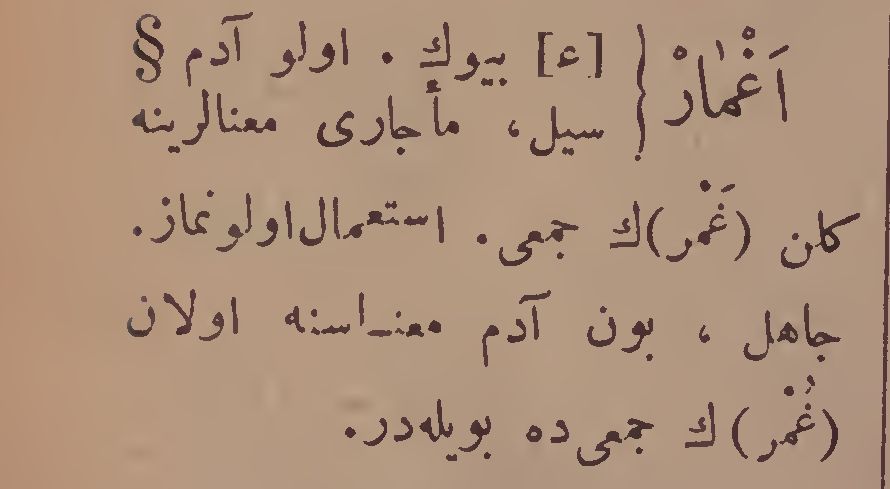 اَغْمَارْ { [ء] بيوك . اولو آدم §
سيل، مأجارى معنالرينه
كلن (غَمْر)ك جمعى. استعمال اولونماز.
جاهل ، بون آدم معناسنه اولان
(غُمْر)ك جمعى ده بويله در.